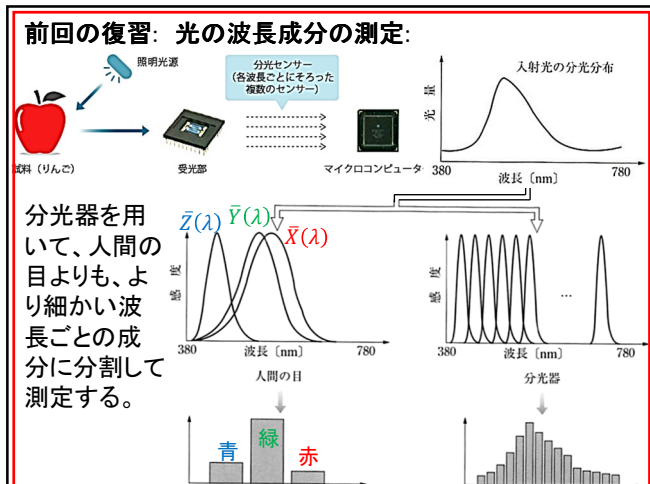 前回の復習: 光の波長成分の測定:
照明光源
分光センサー
(各波長ごとにそろった
複数のセンサー)
試料（りんご）
受光部
マイクロコンピュータ
入射光の分光分布
光量
380
波長〔nm〕
780
分光器を用
いて、人間の
目よりも、よ
り細かい波
長ごとの成
分に分割して
測定する。
Z̄(λ)
Ȳ(λ)
X̄(λ)
感度
380
波長〔nm〕
780
人間の目
感度
…
380
波長〔nm〕
780
分光器
青
緑
赤